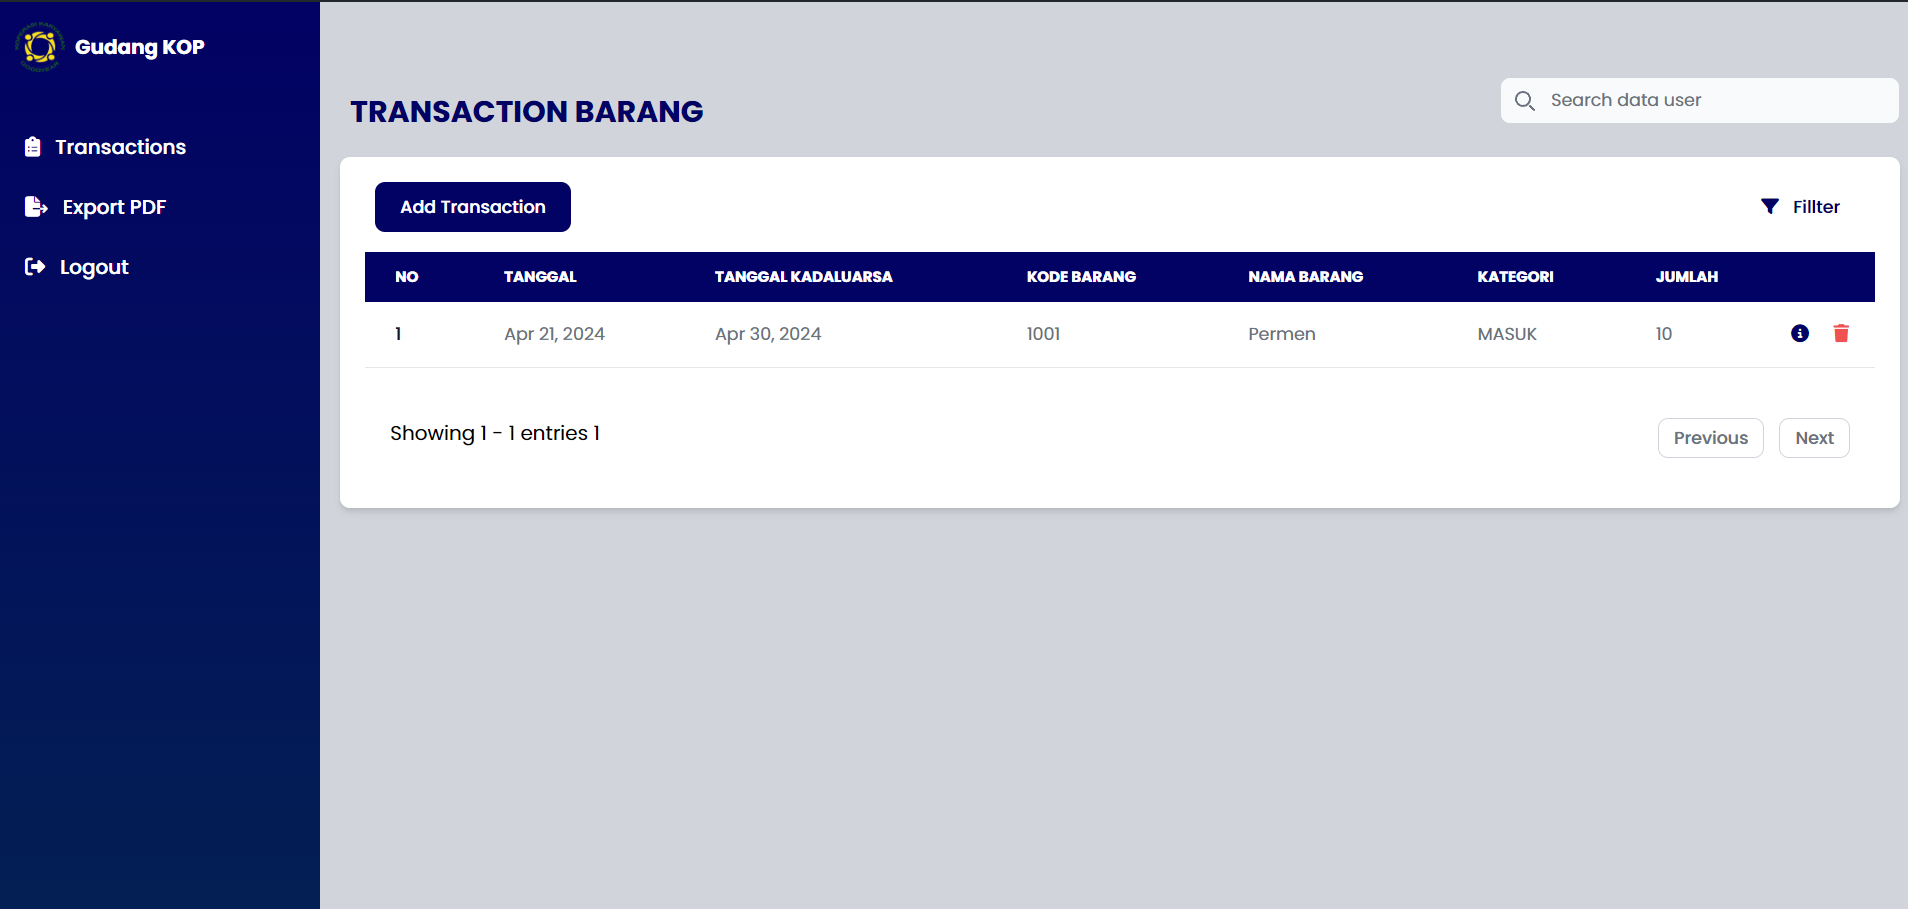 Gudang KOP
Transactions
Export PDF
Logout
TRANSACTION BARANG
Search data user
Add Transaction
Fillter
NO TANGGAL TANGGAL KADALUARSA KODE BARANG NAMA BARANG KATEGORI JUMLAH
1 Apr 21, 2024 Apr 30, 2024 1001 Permen MASUK 10
Showing 1 - 1 entries 1
Previous Next